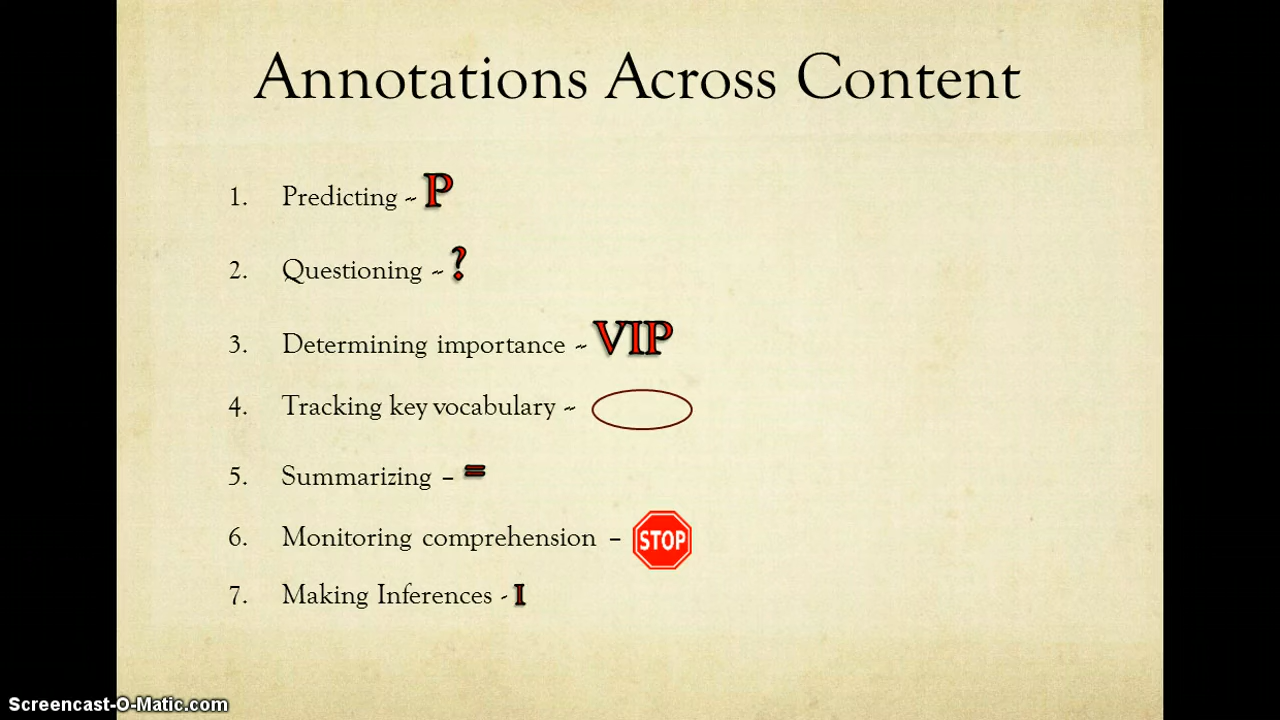 Annotations Across Content
1. Predicting ~ P
2. Questioning ~ ?
3. Determining importance ~ VIP
4. Tracking key vocabulary ~
5. Summarizing – =
6. Monitoring comprehension – STOP
7. Making Inferences - I
Screencast-O-Matic.com